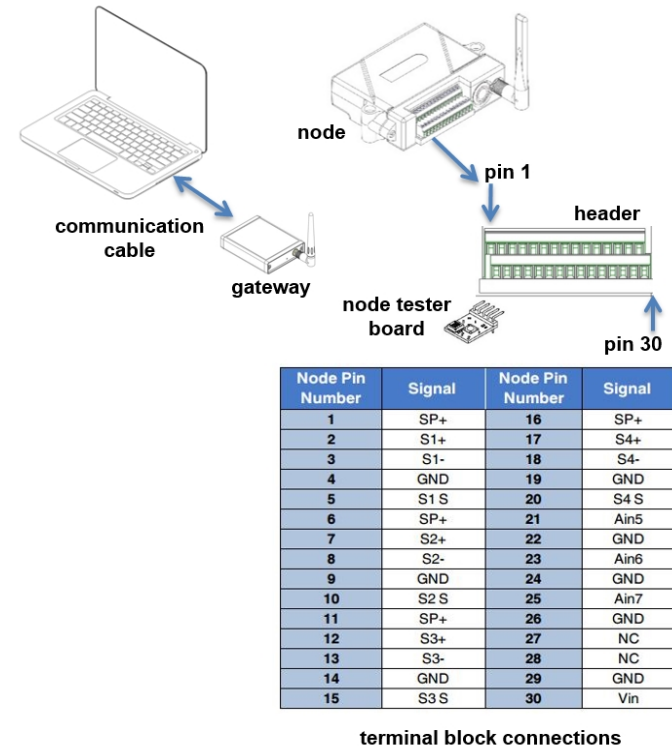 node
pin 1
communication
cable
header
gateway
node tester
board
pin 30
Node Pin Number Signal Node Pin Number Signal
1 SP+ 16 SP+
2 S1+ 17 S4+
3 S1- 18 S4-
4 GND 19 GND
5 S1 S 20 S4 S
6 SP+ 21 Ain5
7 S2+ 22 GND
8 S2- 23 Ain6
9 GND 24 GND
10 S2 S 25 Ain7
11 SP+ 26 GND
12 S3+ 27 NC
13 S3- 28 NC
14 GND 29 GND
15 S3 S 30 Vin
terminal block connections